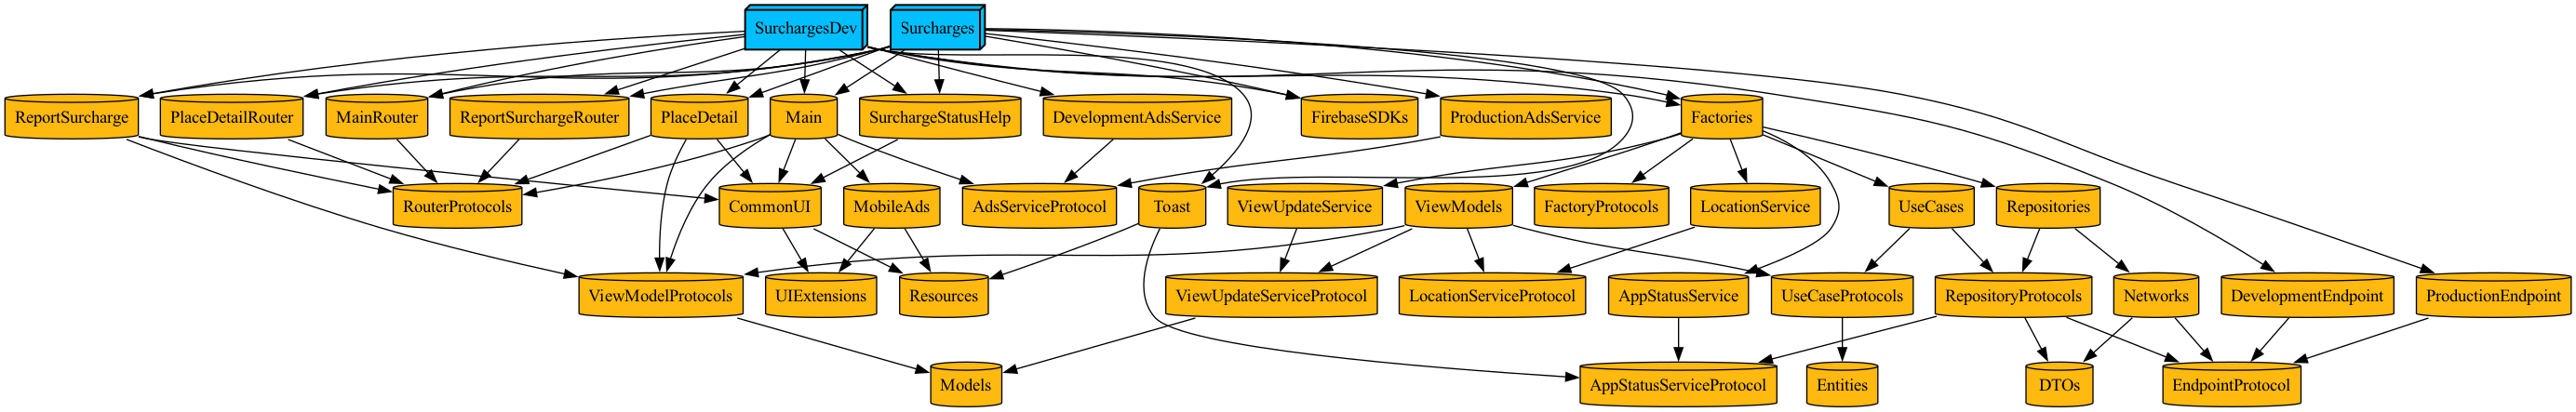 SurchargesDev
Surcharges
ReportSurcharge
PlaceDetailRouter
MainRouter
ReportSurchargeRouter
PlaceDetail
Main
SurchargeStatusHelp
DevelopmentAdsService
FirebaseSDKs
ProductionAdsService
Factories
RouterProtocols
CommonUI
MobileAds
AdsServiceProtocol
Toast
ViewUpdateService
ViewModels
FactoryProtocols
LocationService
UseCases
Repositories
ViewModelProtocols
UIExtensions
Resources
ViewUpdateServiceProtocol
LocationServiceProtocol
AppStatusService
UseCaseProtocols
RepositoryProtocols
Networks
DevelopmentEndpoint
ProductionEndpoint
Models
AppStatusServiceProtocol
Entities
DTOs
EndpointProtocol